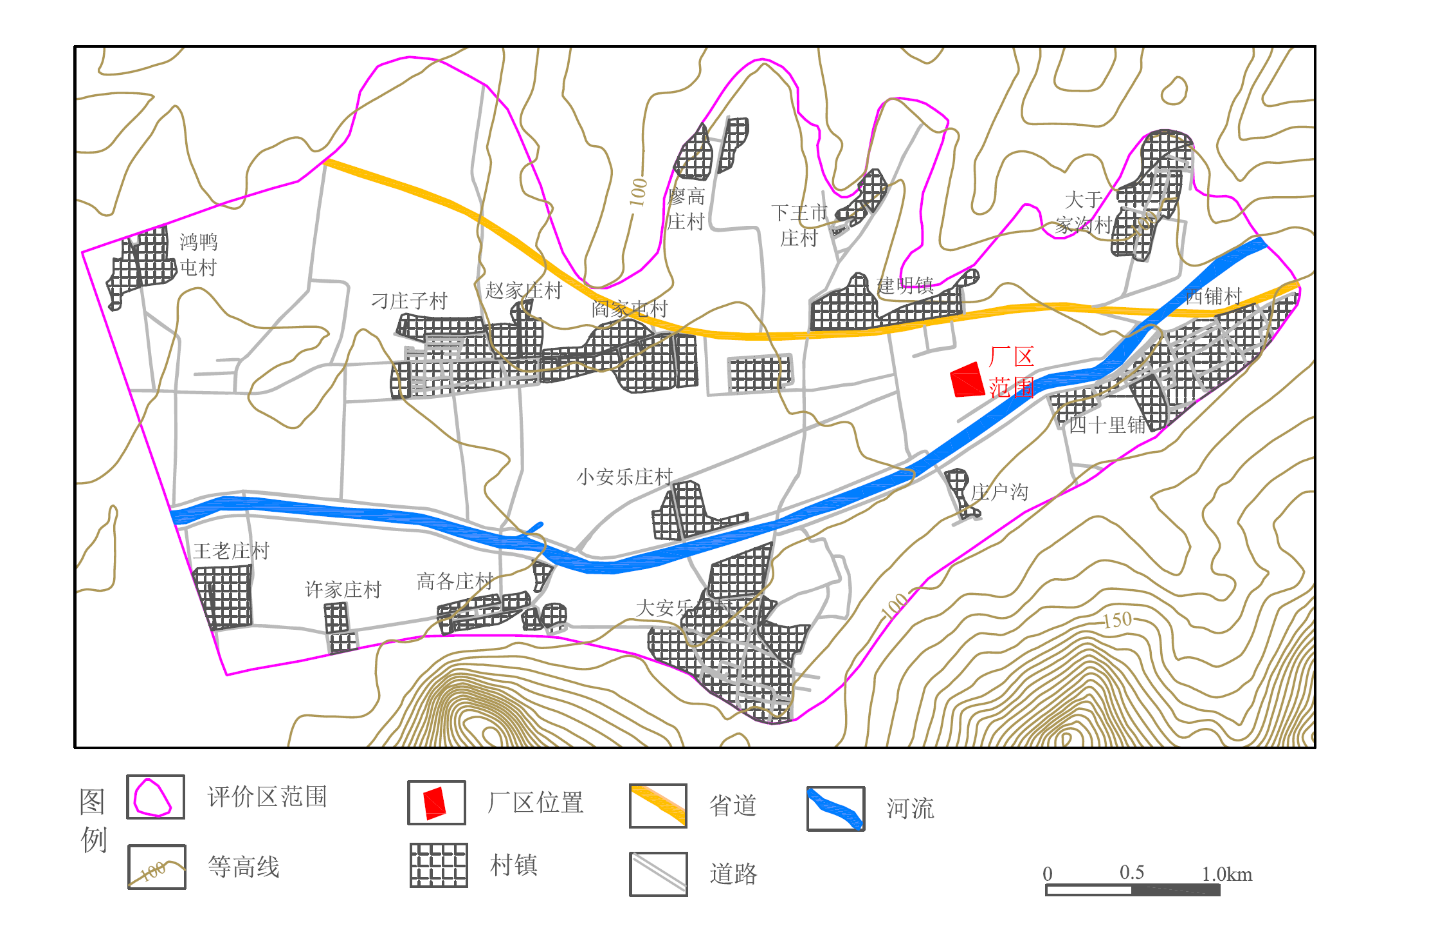 100
廖高
庄村
下王市
庄村
大于
家沟村
鸿鸭
屯村
刁庄子村
赵家庄村
阎家屯村
建明镇
西铺村
厂区
范围
四十里铺
小安乐庄村
庄户沟
王老庄村
许家庄村
高各庄村
大安乐
100
150
图
例
评价区范围
厂区位置
省道
河流
等高线
100
村镇
道路
0 0.5 1.0km